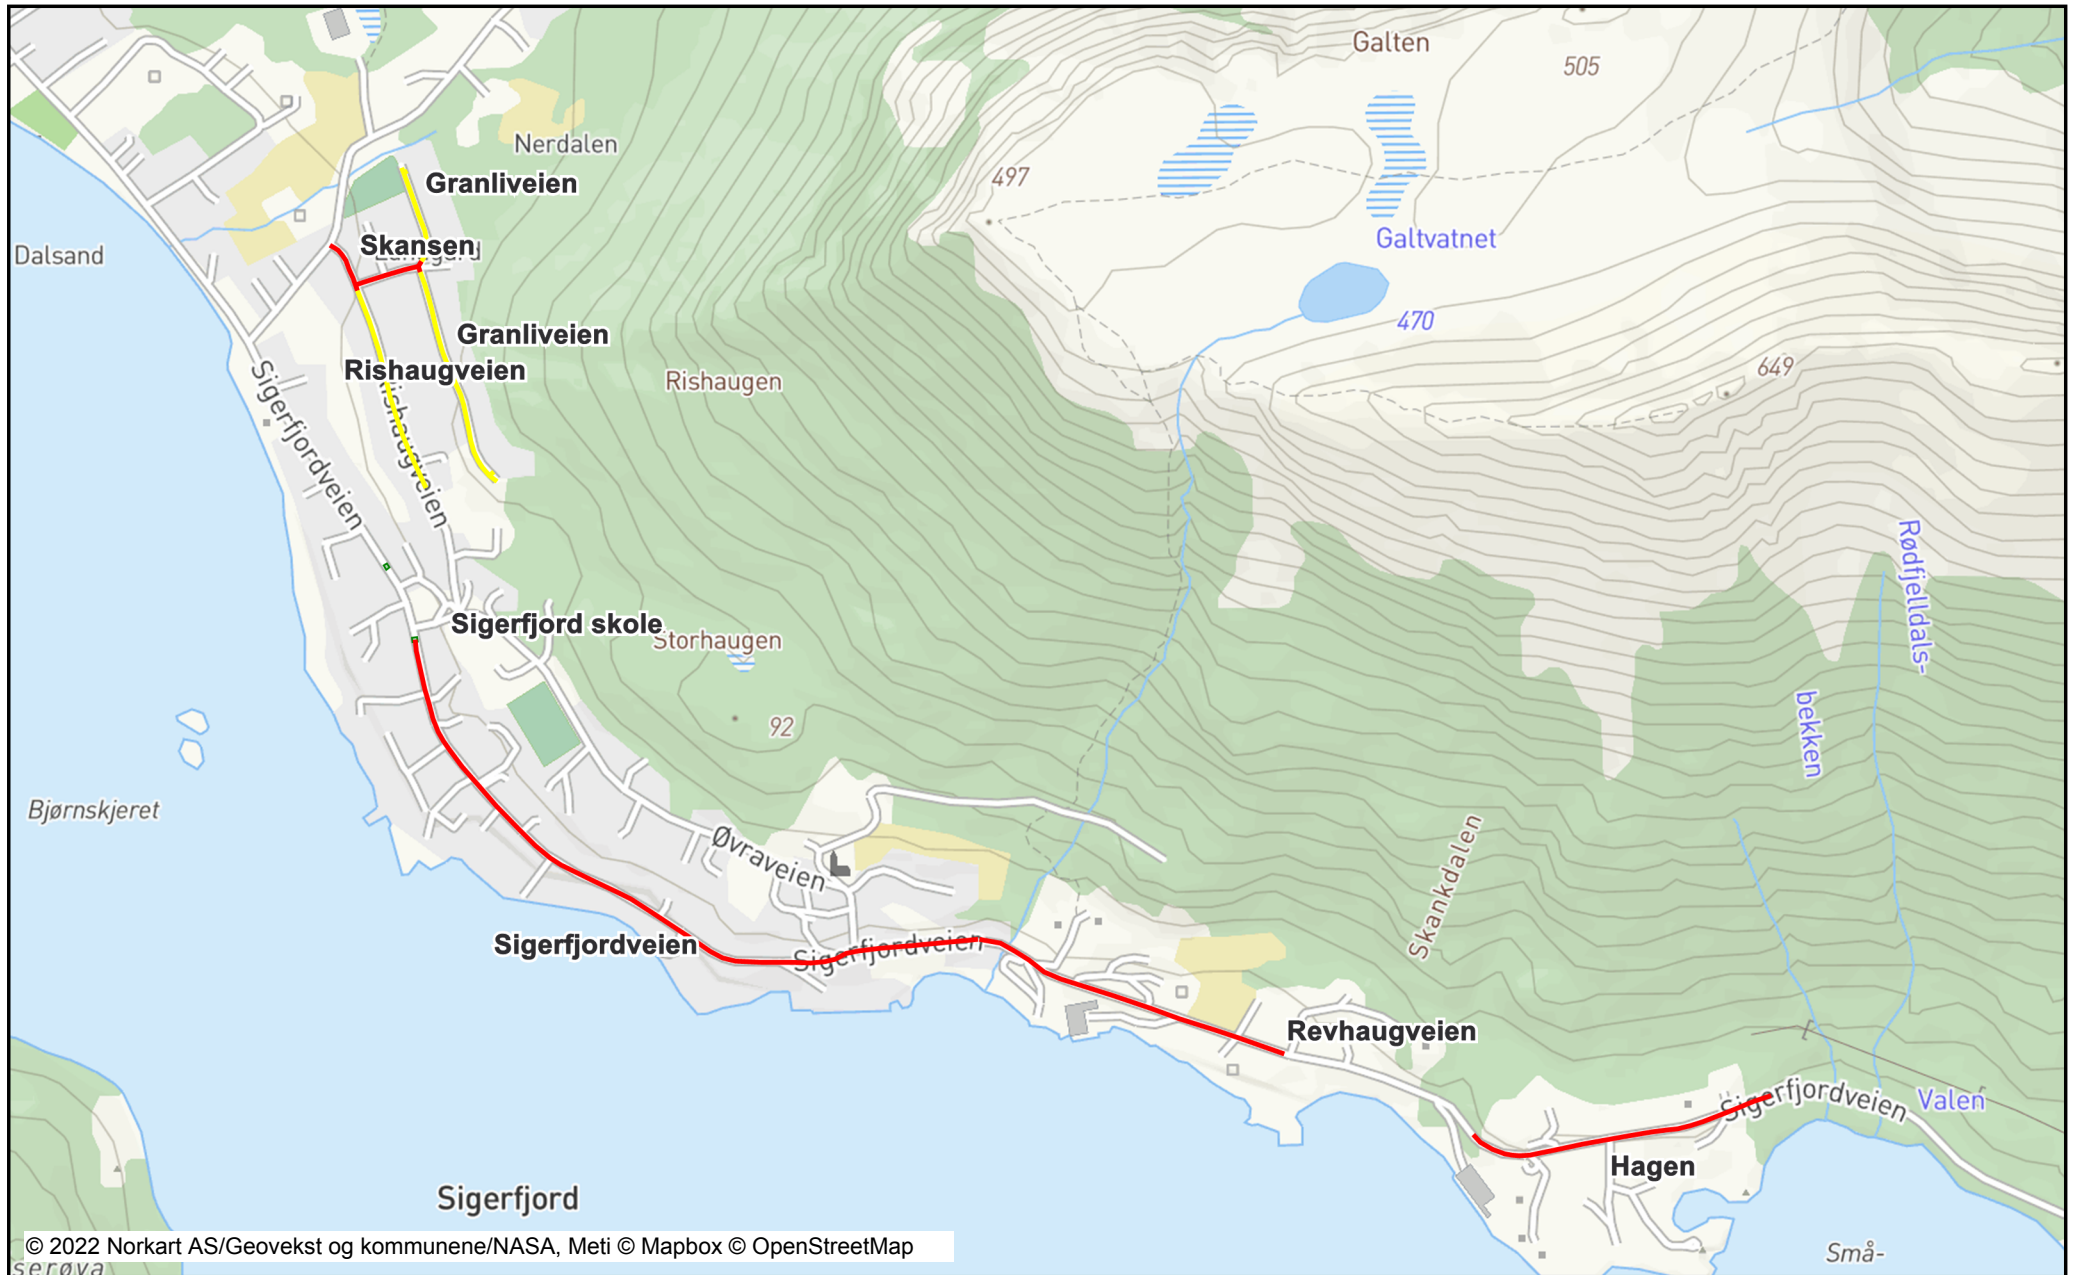 Galten
505
Nerdalen
497
Granliveien
Galtvatnet
Skansen
Dalsand
470
Granliveien
649
Rishaugveien
Rishaugen
Sigerfjordveien
Rishaugveien
Rødfjelldals-
bekken
Sigerfjord skole
Storhaugen
92
Bjørnskjeret
Øvraveien
Skankdalen
Sigerfjordveien
Sigerfjordveien
Revhaugveien
Sigerfjordveien
Valen
Hagen
Sigerfjord
© 2022 Norkart AS/Geovekst og kommunene/NASA, Meti © Mapbox © OpenStreetMap
Små-